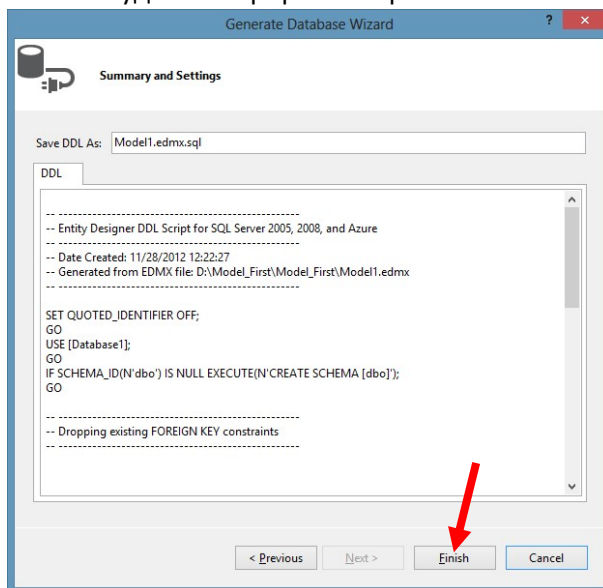 Generate Database Wizard
? ×
Summary and Settings
Save DDL As: Model1.edmx.sql
DDL
-- --------------------------------------------------
-- Entity Designer DDL Script for SQL Server 2005, 2008, and Azure
-- --------------------------------------------------
-- Date Created: 11/28/2012 12:22:27
-- Generated from EDMX file: D:\Model_First\Model_First\Model1.edmx
-- --------------------------------------------------
SET QUOTED_IDENTIFIER OFF;
GO
USE [Database1];
GO
IF SCHEMA_ID(N'dbo') IS NULL EXECUTE(N'CREATE SCHEMA [dbo]');
GO
-- --------------------------------------------------
-- Dropping existing FOREIGN KEY constraints
-- --------------------------------------------------
< Previous Next > Finish Cancel